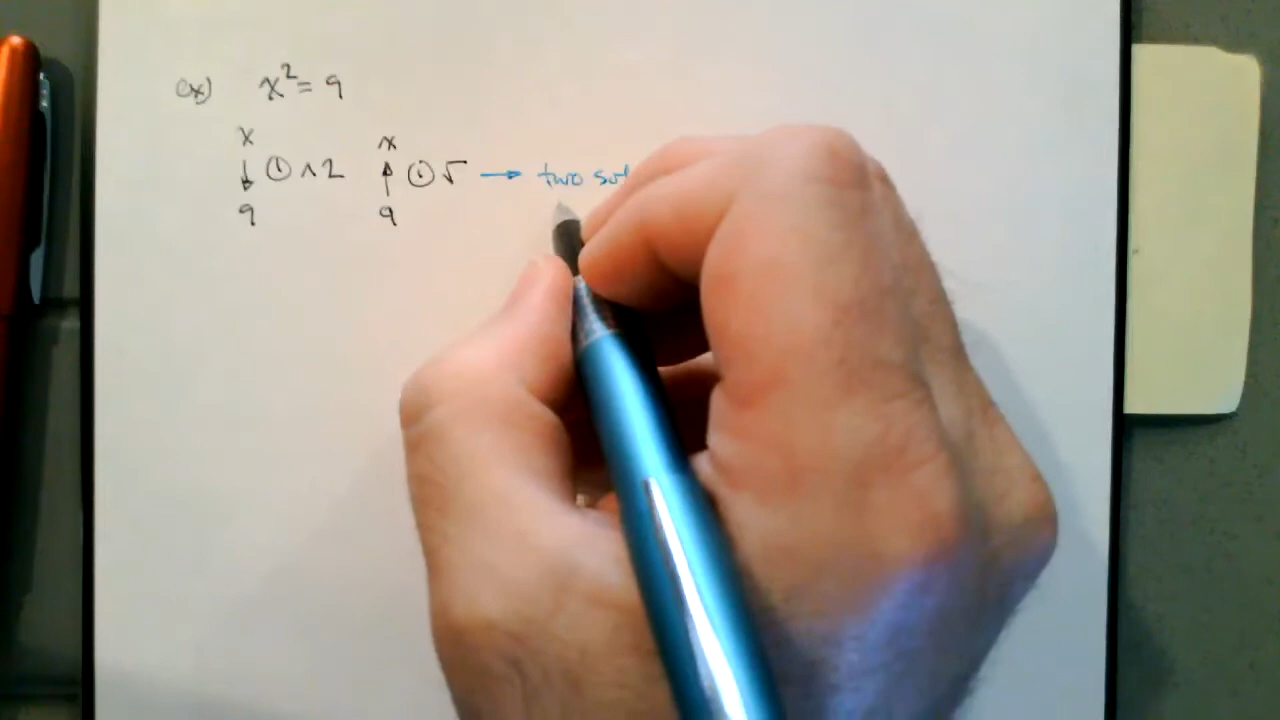 ex) x² = 9
x x
↓ ① ∧2 ↑ ① √ → two sol
9 9